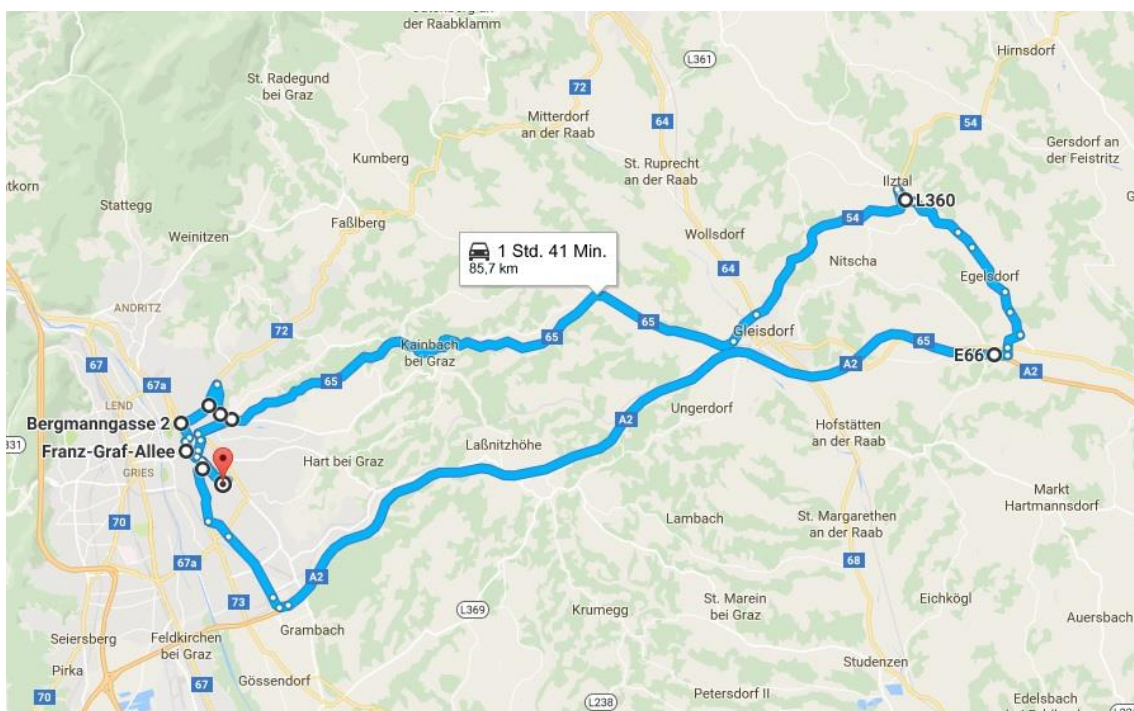 an der Raabklamm
Hirnsdorf
L361
St. Radegund
bei Graz
72
Mitterdorf
an der Raab
64
54
Gersdorf an
der Feistritz
Kumberg
St. Ruprecht
an der Raab
Ilztal
L360
Stattegg
Faßlberg
54
Weinitzen
Wollsdorf
1 Std. 41 Min.
85,7 km
64
Nitscha
Egelsdorf
ANDRITZ
72
65
Gleisdorf
65
67
Kainbach
bei Graz
65
E66
A2
A2
67a
65
LEND
Bergmanngasse 2
Ungerdorf
A2
Hofstätten
an der Raab
Franz-Graf-Allee
Laßnitzhöhe
Hart bei Graz
GRIES
Markt
Hartmannsdorf
70
Lambach
St. Margarethen
an der Raab
67a
A2
68
73
L369
Krumegg
St. Marein
bei Graz
Eichkögl
Auersbach
Seiersberg
Feldkirchen
bei Graz
Grambach
Pirka
Gössendorf
Studenzen
70
L238
Petersdorf II
Edelsbach